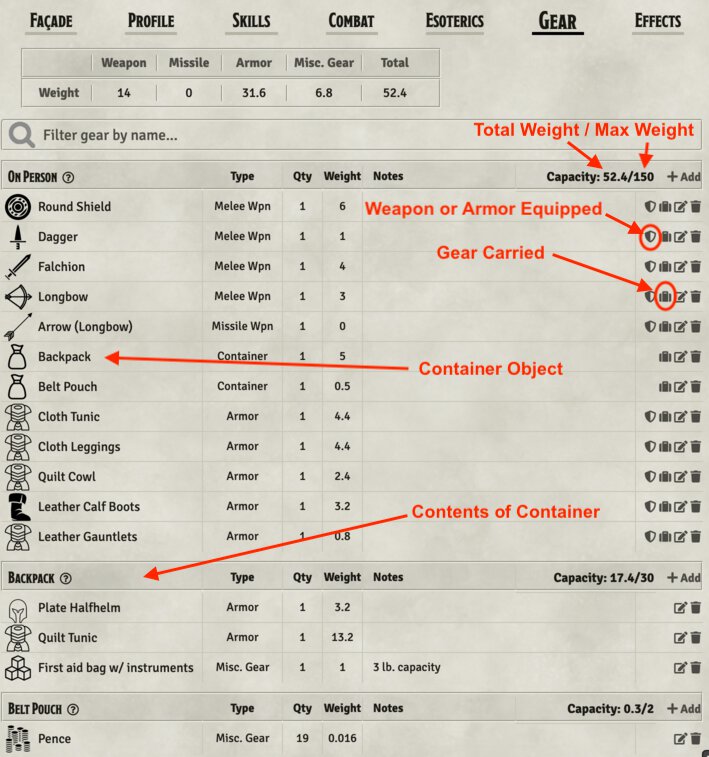 FAÇADE PROFILE SKILLS COMBAT ESOTERICS GEAR EFFECTS
Weapon Missile Armor Misc. Gear Total
Weight 14 0 31.6 6.8 52.4
Filter gear by name...
Total Weight / Max Weight
ON PERSON Type Qty Weight Notes Capacity: 52.4/150 + Add
Round Shield Melee Wpn 1 6
Weapon or Armor Equipped
Dagger Melee Wpn 1 1
Gear Carried
Falchion Melee Wpn 1 4
Longbow Melee Wpn 1 3
Arrow (Longbow) Missile Wpn 1 0
Backpack Container 1 5
Container Object
Belt Pouch Container 1 0.5
Cloth Tunic Armor 1 4.4
Cloth Leggings Armor 1 4.4
Quilt Cowl Armor 1 2.4
Leather Calf Boots Armor 1 3.2
Contents of Container
Leather Gauntlets Armor 1 0.8
BACKPACK Type Qty Weight Notes Capacity: 17.4/30 + Add
Plate Halfhelm Armor 1 3.2
Quilt Tunic Armor 1 13.2
First aid bag w/ instruments Misc. Gear 1 1 3 lb. capacity
BELT POUCH Type Qty Weight Notes Capacity: 0.3/2 + Add
Pence Misc. Gear 19 0.016